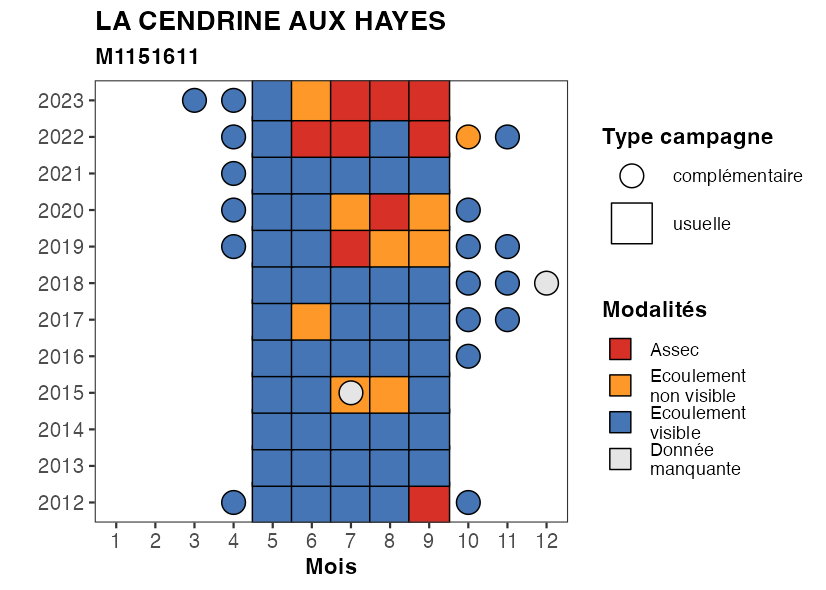 LA CENDRINE AUX HAYES
M1151611
2023
2022
2021
2020
2019
2018
2017
2016
2015
2014
2013
2012
1 2 3 4 5 6 7 8 9 10 11 12
Mois
Type campagne
complémentaire
usuelle
Modalités
Assec
Ecoulement
non visible
Ecoulement
visible
Donnée
manquante